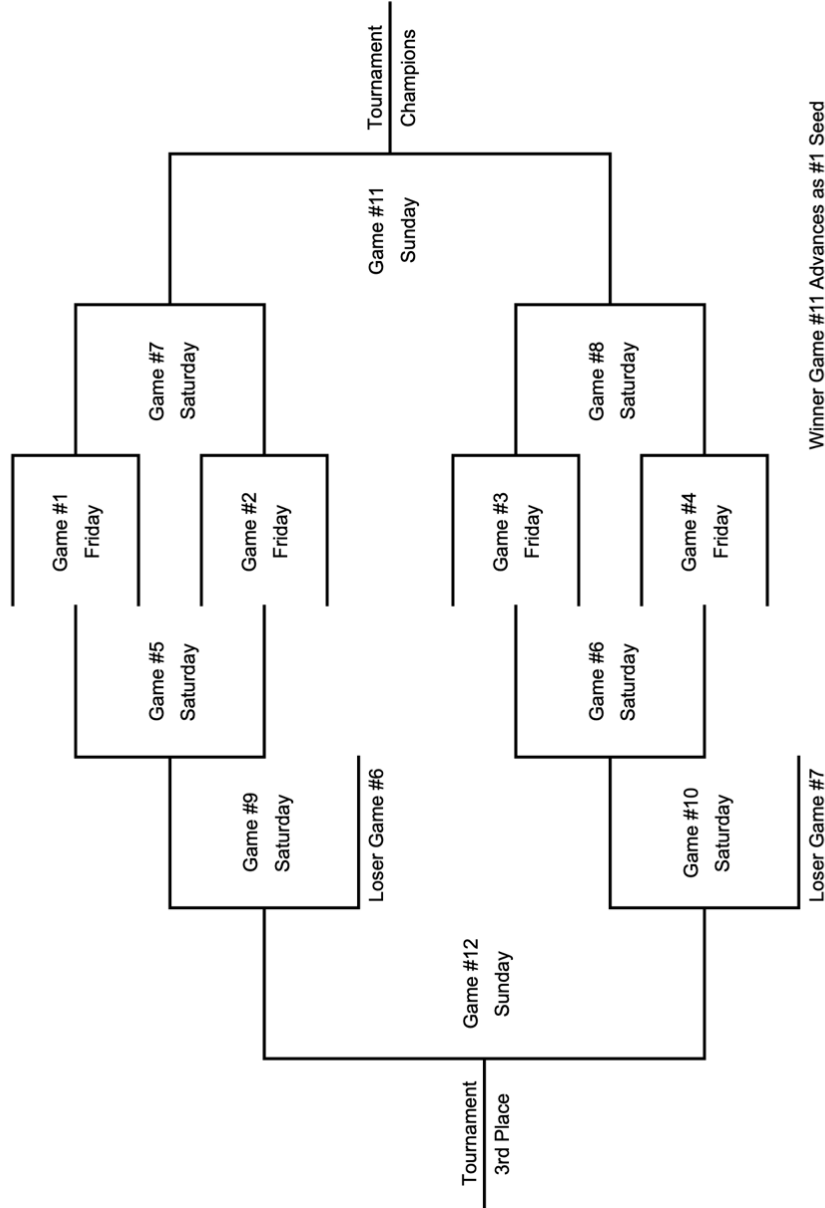 Game #1
Friday
Game #5
Saturday
Game #7
Saturday
Game #2
Friday
Game #9
Saturday
Loser Game #6
Tournament
Champions
Game #11
Sunday
Tournament
3rd Place
Game #12
Sunday
Game #3
Friday
Game #6
Saturday
Game #8
Saturday
Game #4
Friday
Game #10
Saturday
Loser Game #7
Winner Game #11 Advances as #1 Seed